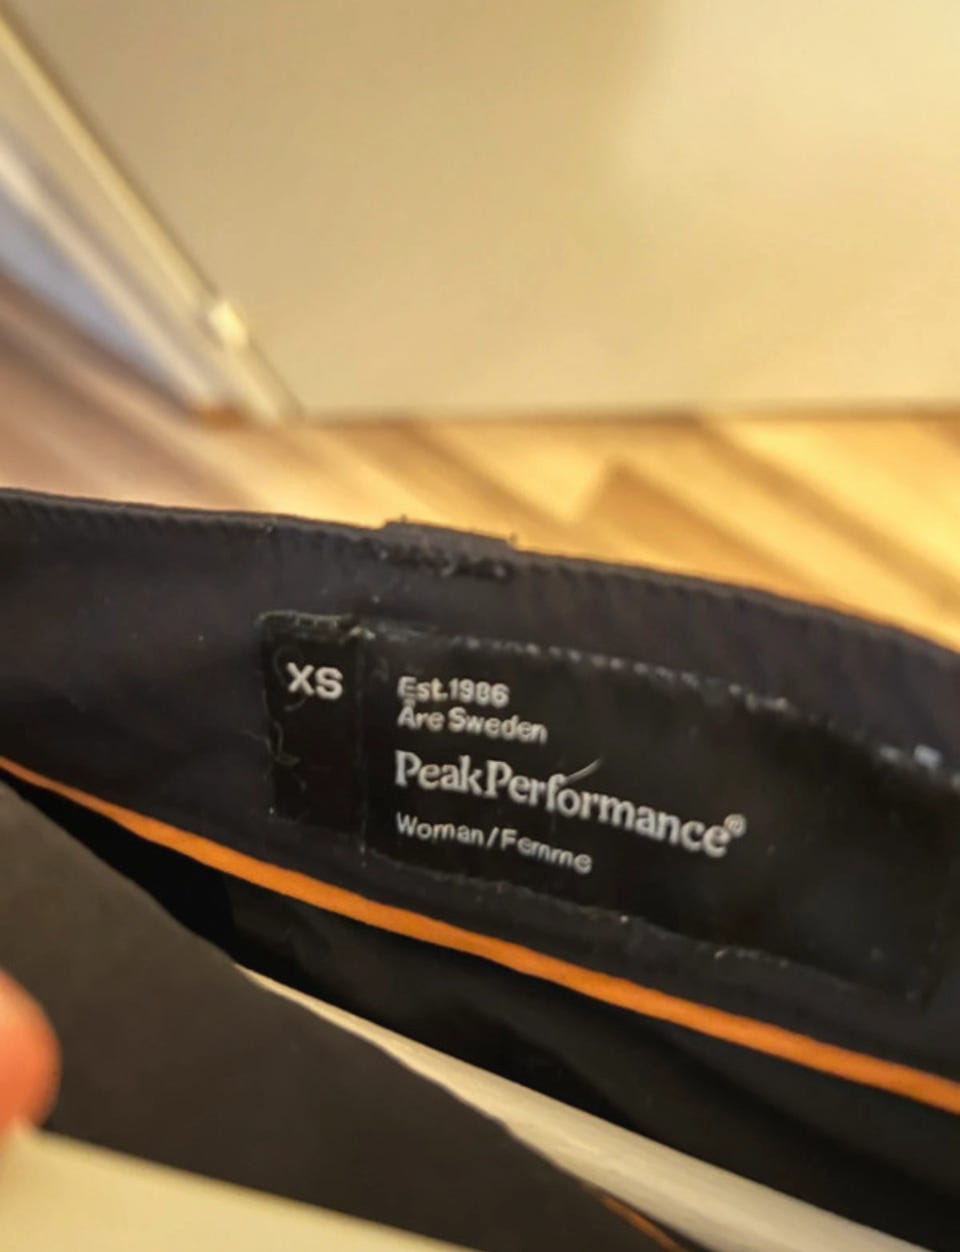 XS
Est.1986
Åre Sweden
PeakPerformance®
Woman/Femme